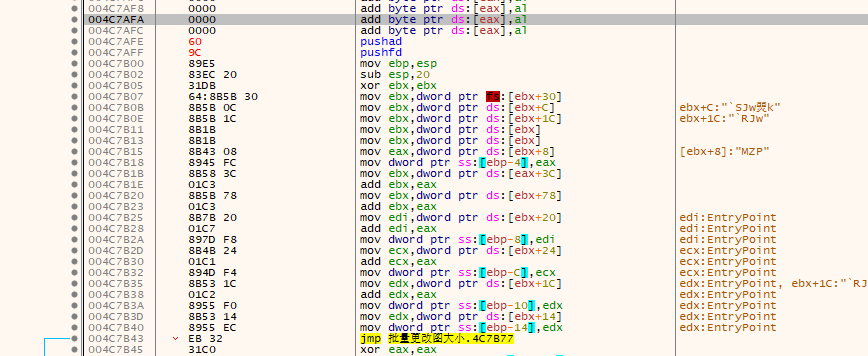 004C7AF8 0000 add byte ptr ds:[eax],al
004C7AFA 0000 add byte ptr ds:[eax],al
004C7AFC 0000 add byte ptr ds:[eax],al
004C7AFE 60 pushad
004C7AFF 9C pushfd
004C7B00 89E5 mov ebp,esp
004C7B02 83EC 20 sub esp,20
004C7B05 31DB xor ebx,ebx
004C7B07 64:8B5B 30 mov ebx,dword ptr fs:[ebx+30]
004C7B0B 8B5B 0C mov ebx,dword ptr ds:[ebx+C] ebx+C:"`SJw煛k"
004C7B0E 8B5B 1C mov ebx,dword ptr ds:[ebx+1C] ebx+1C:"`RJw"
004C7B11 8B1B mov ebx,dword ptr ds:[ebx]
004C7B13 8B1B mov ebx,dword ptr ds:[ebx]
004C7B15 8B43 08 mov eax,dword ptr ds:[ebx+8] [ebx+8]:"MZP"
004C7B18 8945 FC mov dword ptr ss:[ebp-4],eax
004C7B1B 8B58 3C mov ebx,dword ptr ds:[eax+3C]
004C7B1E 01C3 add ebx,eax
004C7B20 8B5B 78 mov ebx,dword ptr ds:[ebx+78]
004C7B23 01C3 add ebx,eax
004C7B25 8B7B 20 mov edi,dword ptr ds:[ebx+20] edi:EntryPoint
004C7B28 01C7 add edi,eax edi:EntryPoint
004C7B2A 897D F8 mov dword ptr ss:[ebp-8],edi edi:EntryPoint
004C7B2D 8B4B 24 mov ecx,dword ptr ds:[ebx+24] ecx:EntryPoint
004C7B30 01C1 add ecx,eax ecx:EntryPoint
004C7B32 894D F4 mov dword ptr ss:[ebp-C],ecx ecx:EntryPoint
004C7B35 8B53 1C mov edx,dword ptr ds:[ebx+1C] edx:EntryPoint, ebx+1C:"`RJ
004C7B38 01C2 add edx,eax edx:EntryPoint
004C7B3A 8955 F0 mov dword ptr ss:[ebp-10],edx edx:EntryPoint
004C7B3D 8B53 14 mov edx,dword ptr ds:[ebx+14] edx:EntryPoint
004C7B40 8955 EC mov dword ptr ss:[ebp-14],edx edx:EntryPoint
004C7B43 EB 32 jmp 批量更改图大小.4C7B77
004C7B45 31C0 xor eax,eax